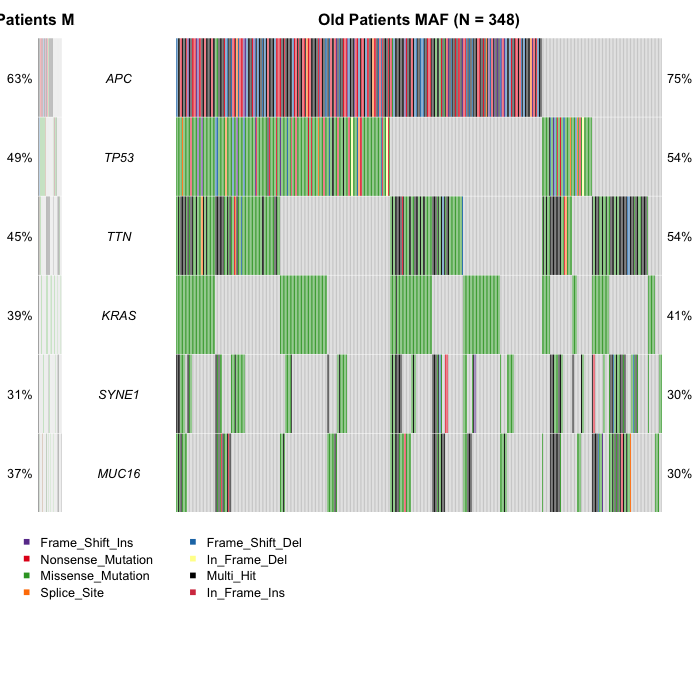 Patients M
Old Patients MAF (N = 348)
63% APC 75%
49% TP53 54%
45% TTN 54%
39% KRAS 41%
31% SYNE1 30%
37% MUC16 30%
Frame_Shift_Ins Frame_Shift_Del
Nonsense_Mutation In_Frame_Del
Missense_Mutation Multi_Hit
Splice_Site In_Frame_Ins